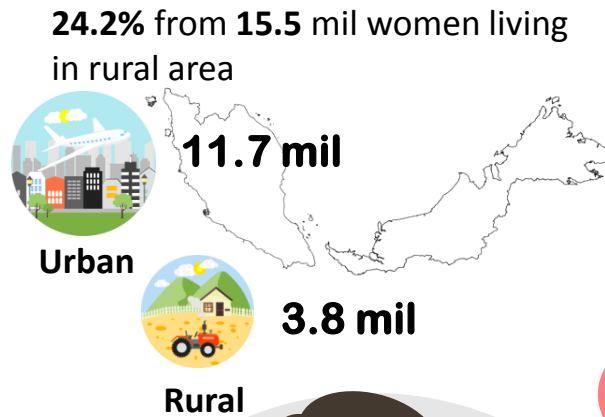 24.2% from 15.5 mil women living
in rural area
11.7 mil
Urban
3.8 mil
Rural